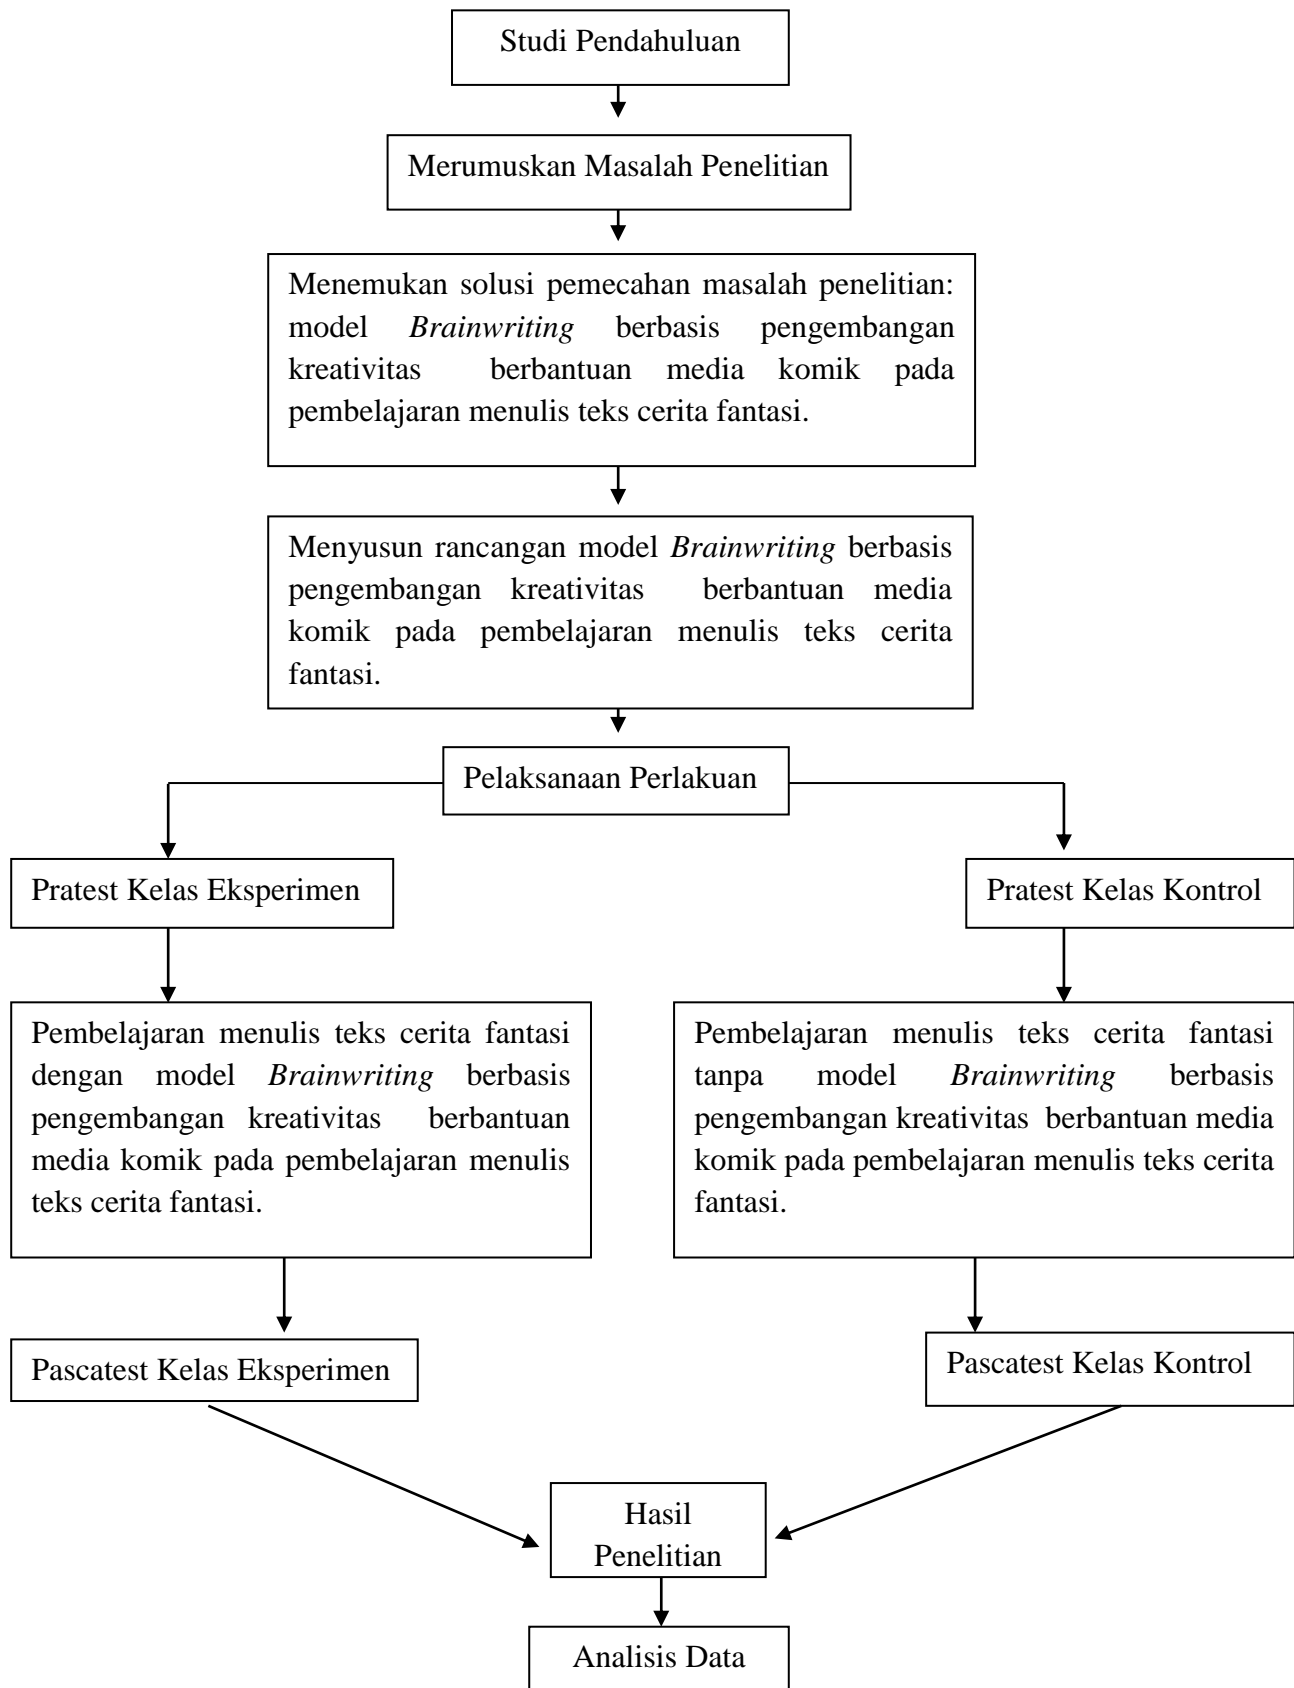 Studi Pendahuluan
Merumuskan Masalah Penelitian
Menemukan solusi pemecahan masalah penelitian:
model Brainwriting berbasis pengembangan
kreativitas berbantuan media komik pada
pembelajaran menulis teks cerita fantasi.
Menyusun rancangan model Brainwriting berbasis
pengembangan kreativitas berbantuan media
komik pada pembelajaran menulis teks cerita
fantasi.
Pelaksanaan Perlakuan
Pratest Kelas Eksperimen
Pratest Kelas Kontrol
Pembelajaran menulis teks cerita fantasi
dengan model Brainwriting berbasis
pengembangan kreativitas berbantuan
media komik pada pembelajaran menulis
teks cerita fantasi.
Pembelajaran menulis teks cerita fantasi
tanpa model Brainwriting berbasis
pengembangan kreativitas berbantuan media
komik pada pembelajaran menulis teks cerita
fantasi.
Pascatest Kelas Eksperimen
Pascatest Kelas Kontrol
Hasil
Penelitian
Analisis Data